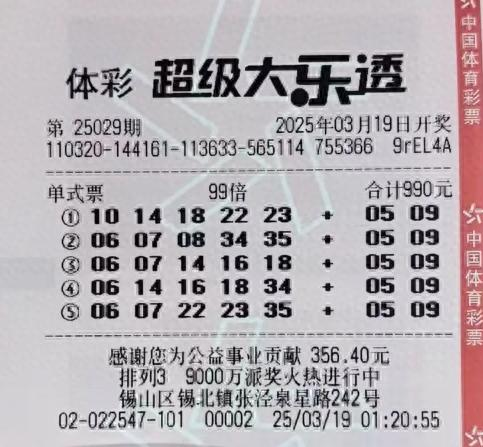 体彩 超级大乐透
第 25029期 2025年03月19日开奖
110320-144161-113633-565114 755366 9rEL4A
单式票 99倍 合计990元
① 10 14 18 22 23 + 05 09
② 06 07 08 34 35 + 05 09
③ 06 07 14 16 18 + 05 09
④ 06 14 16 18 34 + 05 09
⑤ 06 07 22 23 35 + 05 09
感谢您为公益事业贡献 356.40元
排列3 9000万派奖火热进行中
锡山区锡北镇张泾泉星路242号
02-022547-101 00002 25/03/19 01:20:55
中国体育彩票
中国体育彩票